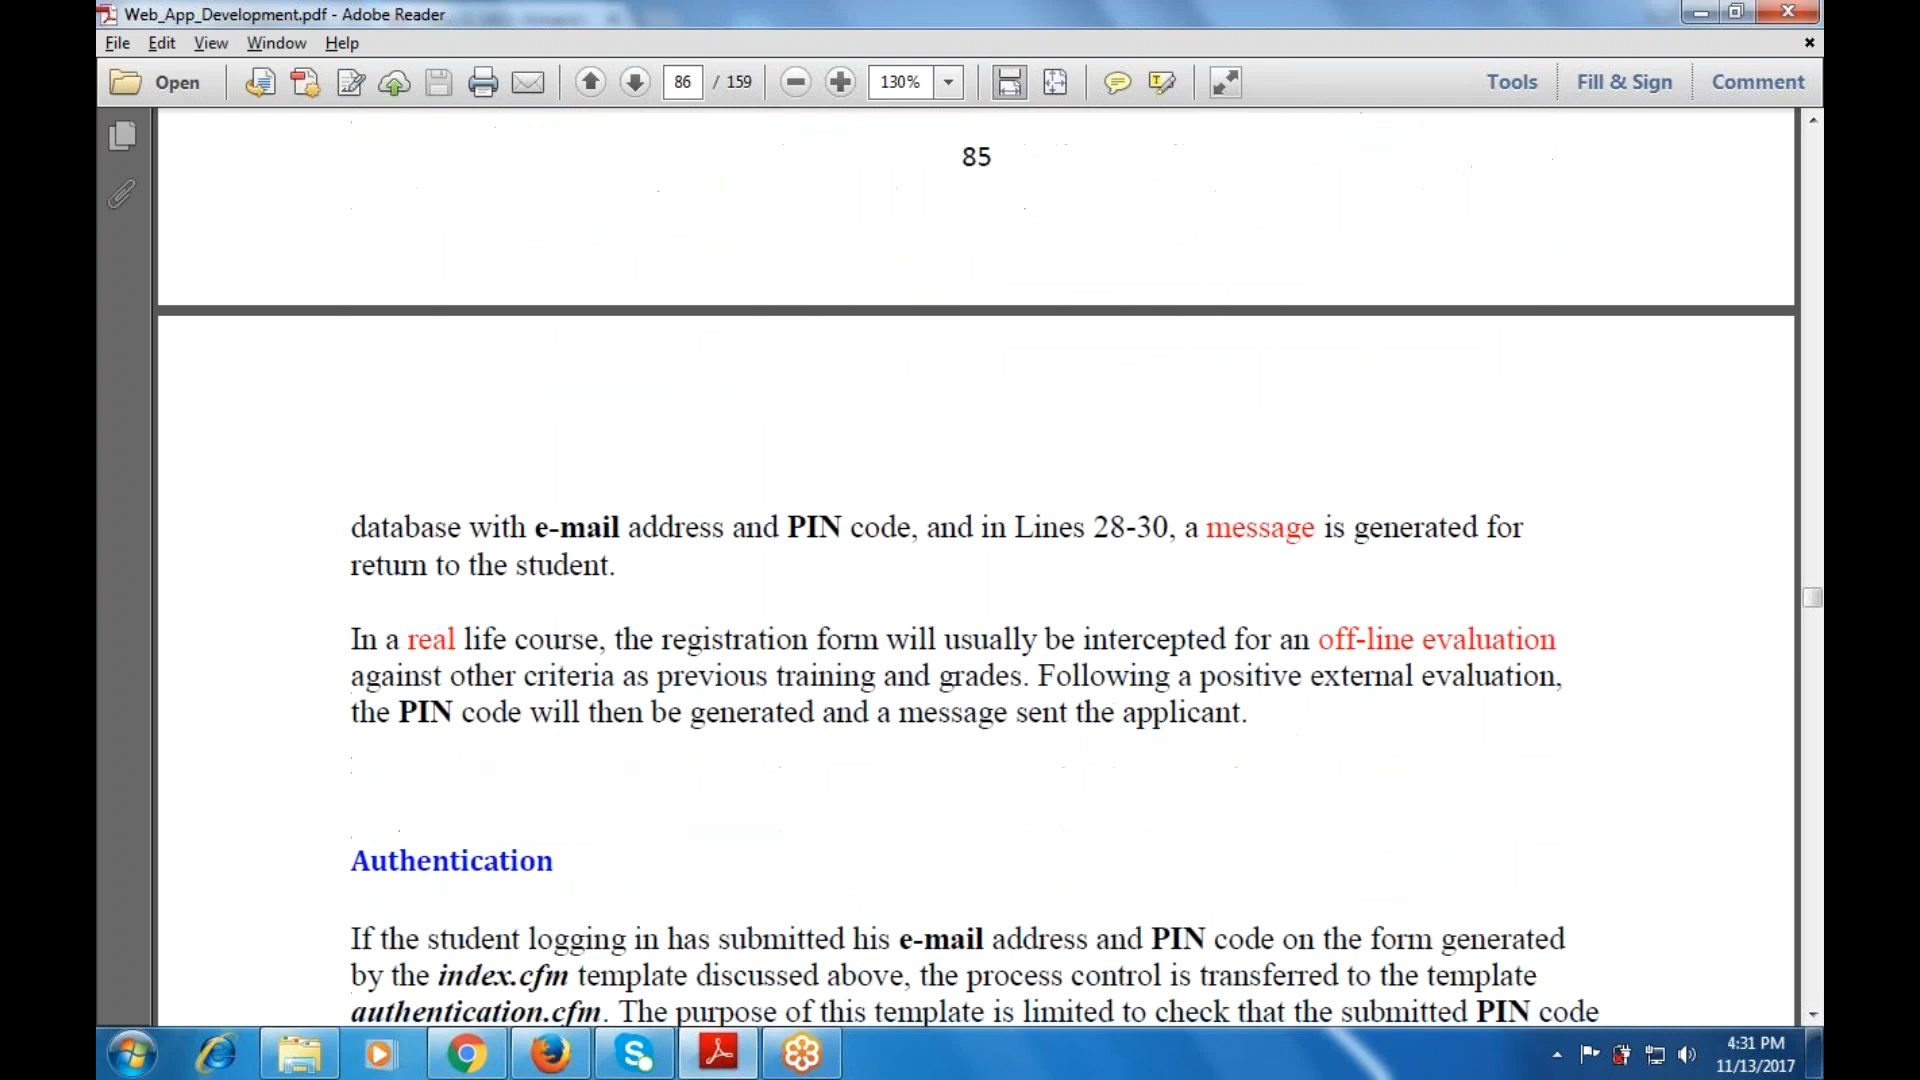 Web_App_Development.pdf - Adobe Reader
File Edit View Window Help
Open 86 / 159 130% Tools Fill & Sign Comment
85
database with e-mail address and PIN code, and in Lines 28-30, a message is generated for
return to the student.
In a real life course, the registration form will usually be intercepted for an off-line evaluation
against other criteria as previous training and grades. Following a positive external evaluation,
the PIN code will then be generated and a message sent the applicant.
Authentication
If the student logging in has submitted his e-mail address and PIN code on the form generated
by the index.cfm template discussed above, the process control is transferred to the template
authentication.cfm. The purpose of this template is limited to check that the submitted PIN code
4:31 PM
11/13/2017